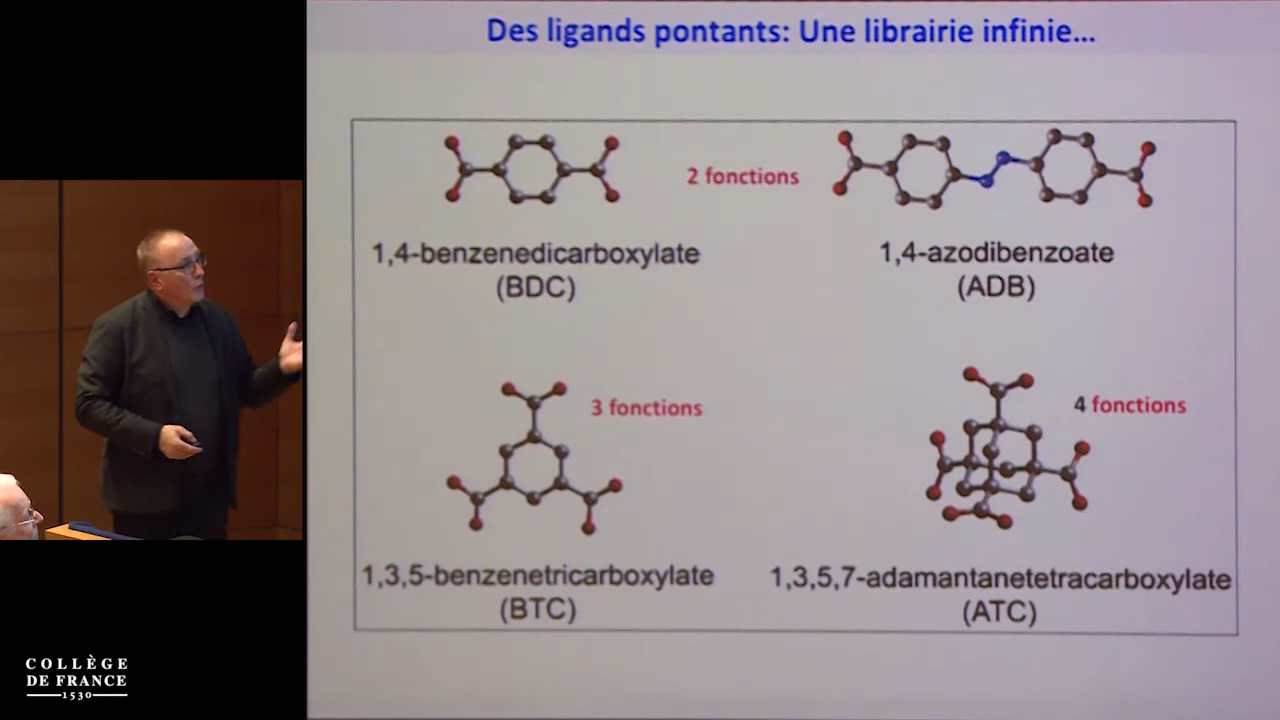 Des ligands pontants: Une librairie infinie...
2 fonctions
1,4-benzenedicarboxylate
(BDC)
1,4-azodibenzoate
(ADB)
3 fonctions
4 fonctions
1,3,5-benzenetricarboxylate
(BTC)
1,3,5,7-adamantanetetracarboxylate
(ATC)
COLLÈGE
DE FRANCE
1530